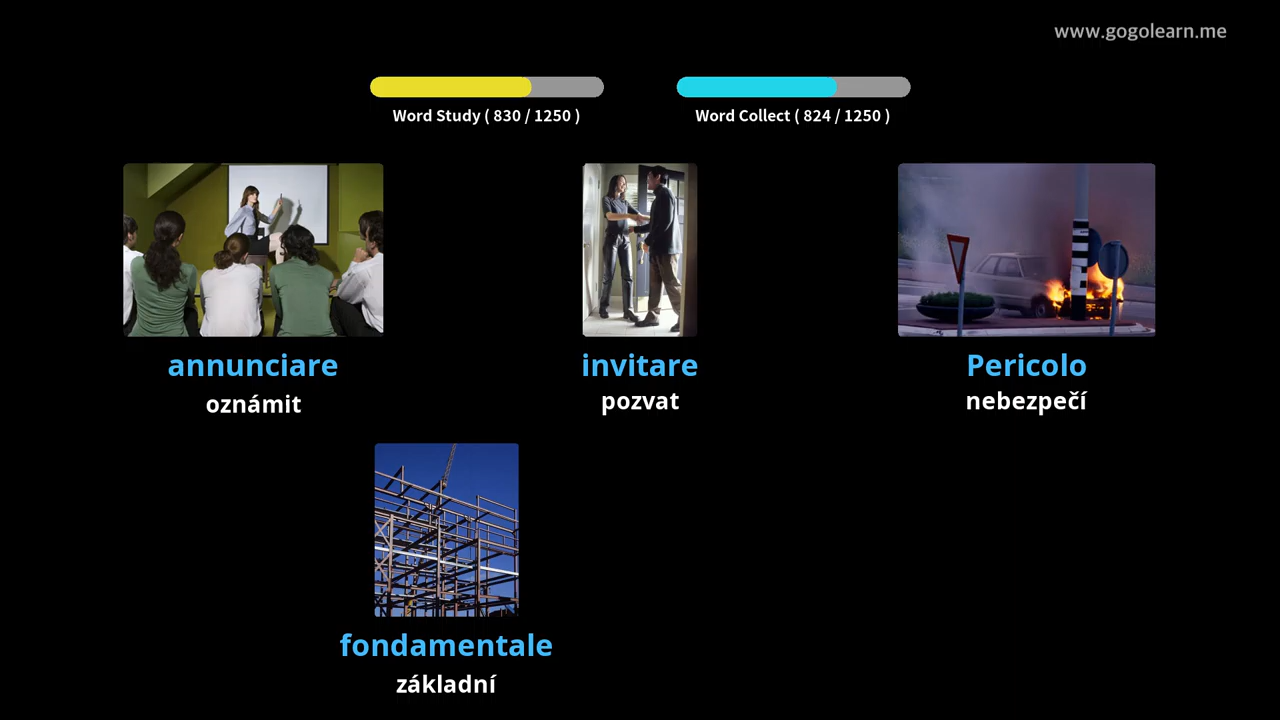 www.gogolearn.me
Word Study ( 830 / 1250 )
Word Collect ( 824 / 1250 )
annunciare
oznámit
invitare
pozvat
Pericolo
nebezpečí
fondamentale
základní